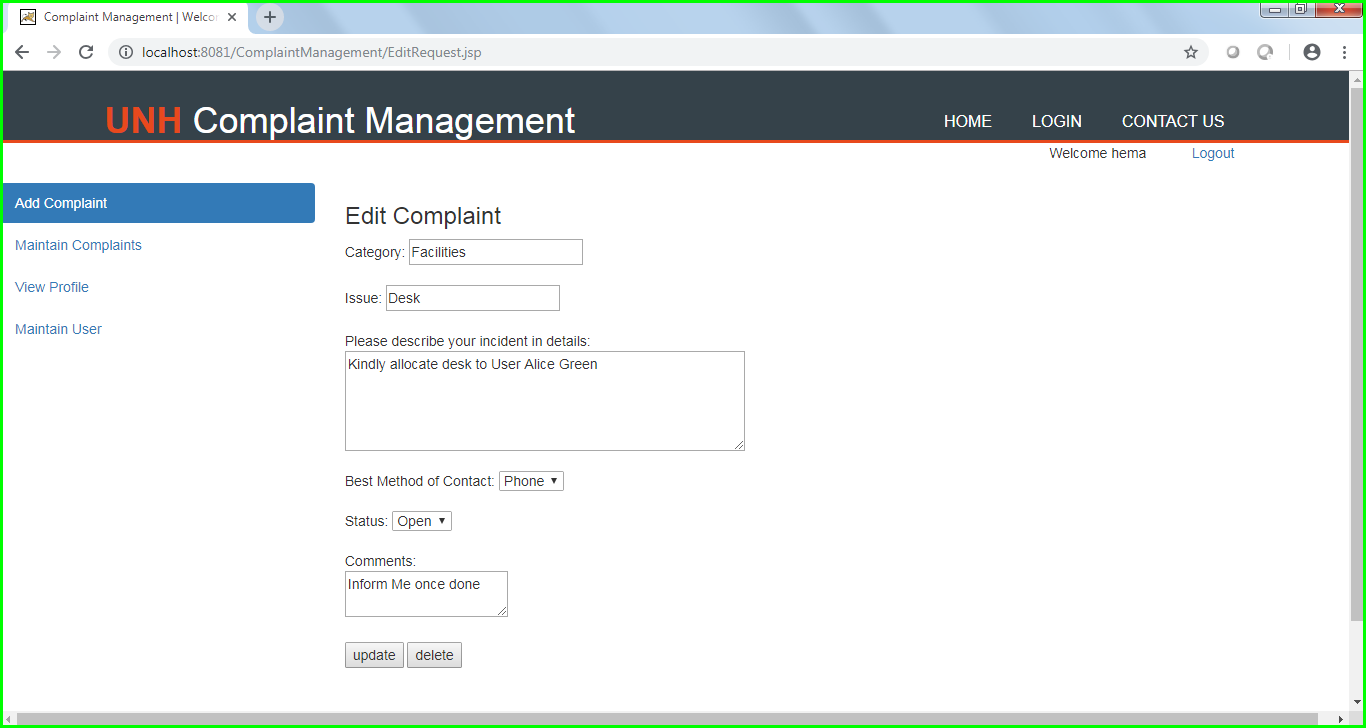 Complaint Management | Welco
localhost:8081/ComplaintManagement/EditRequest.jsp
UNH Complaint Management
HOME LOGIN CONTACT US
Welcome hema Logout
Add Complaint
Maintain Complaints
View Profile
Maintain User
Edit Complaint
Category: Facilities
Issue: Desk
Please describe your incident in details:
Kindly allocate desk to User Alice Green
Best Method of Contact: Phone
Status: Open
Comments:
Inform Me once done
update delete